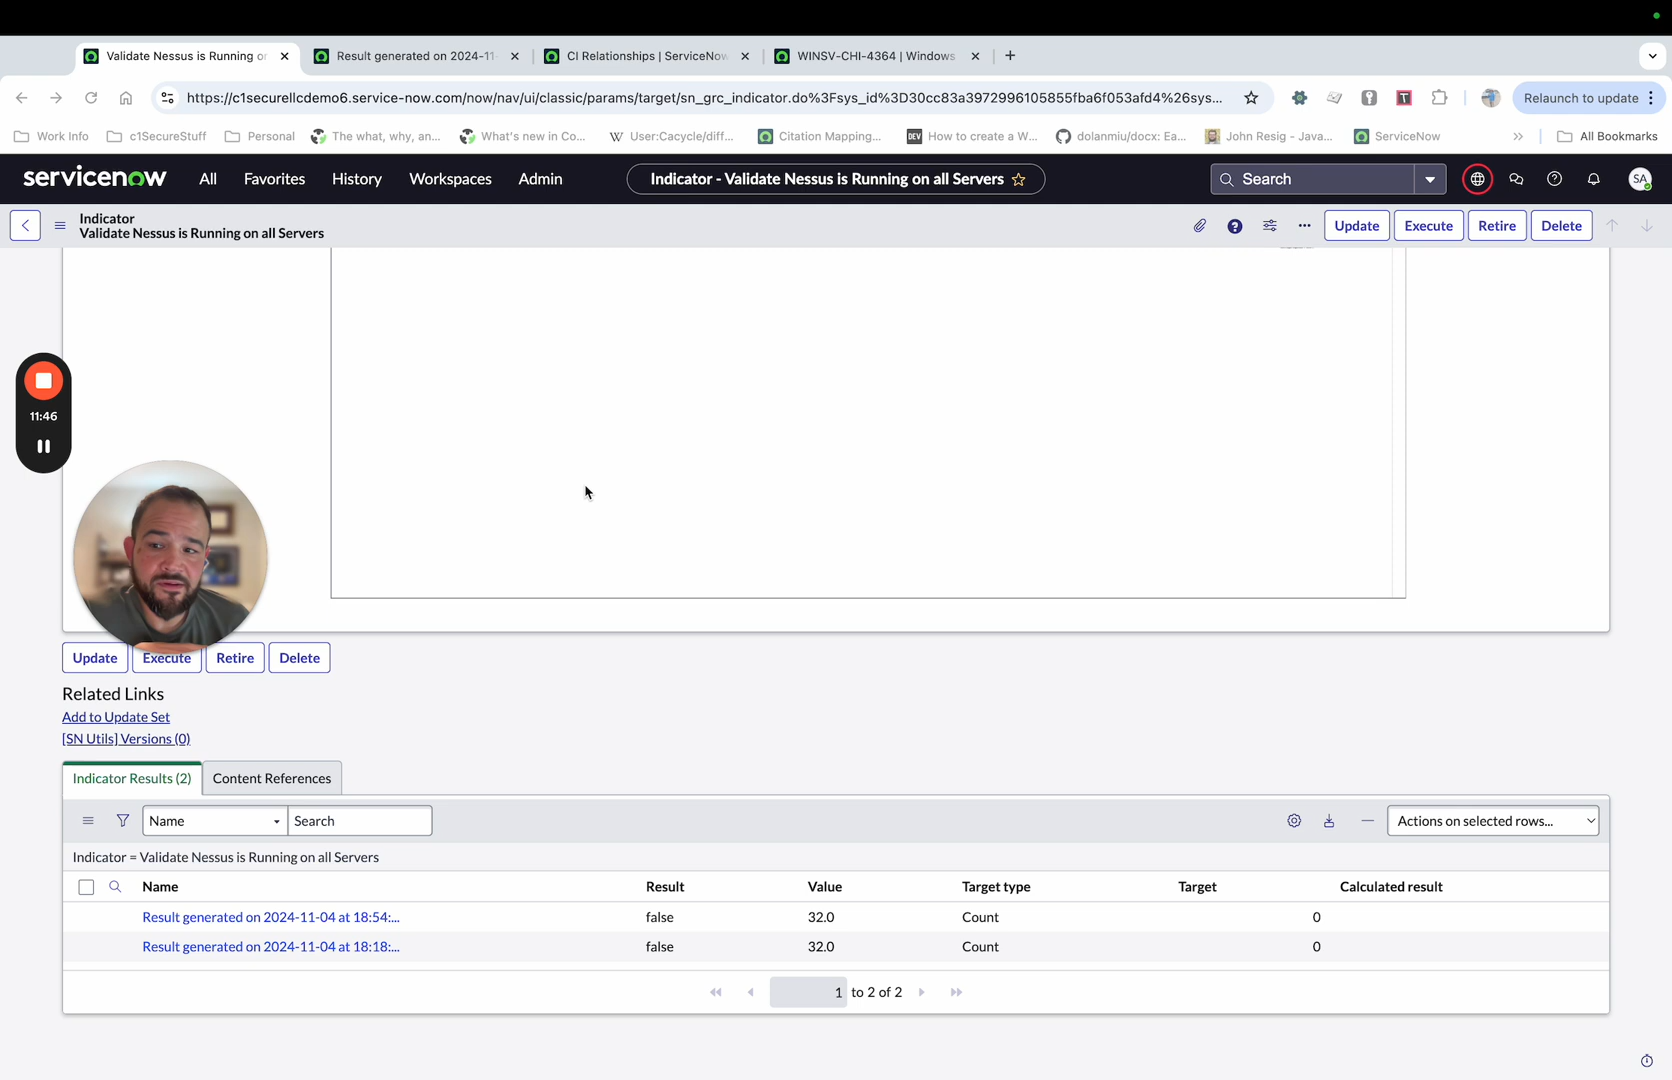 Validate Nessus is Running or
Result generated on 2024-11-
CI Relationships | ServiceNow
WINSV-CHI-4364 | Windows
https://c1securellcdemo6.service-now.com/now/nav/ui/classic/params/target/sn_grc_indicator.do%3Fsys_id%3D30cc83a3972996105855fba6f053afd4%26sys...
Relaunch to update
Work Info
c1SecureStuff
Personal
The what, why, an...
What's new in Co...
User:Cacycle/diff...
Citation Mapping...
How to create a W...
dolanmiu/docx: Ea...
John Resig - Java...
ServiceNow
All Bookmarks
servicenow
All
Favorites
History
Workspaces
Admin
Indicator - Validate Nessus is Running on all Servers
Search
SA
Indicator
Validate Nessus is Running on all Servers
Update
Execute
Retire
Delete
11:46
Update
Execute
Retire
Delete
Related Links
Add to Update Set
[SN Utils] Versions (0)
Indicator Results (2)
Content References
Name
Search
Actions on selected rows...
Indicator = Validate Nessus is Running on all Servers
Name Result Value Target type Target Calculated result
Result generated on 2024-11-04 at 18:54:... false 32.0 Count 0
Result generated on 2024-11-04 at 18:18:... false 32.0 Count 0
1 to 2 of 2